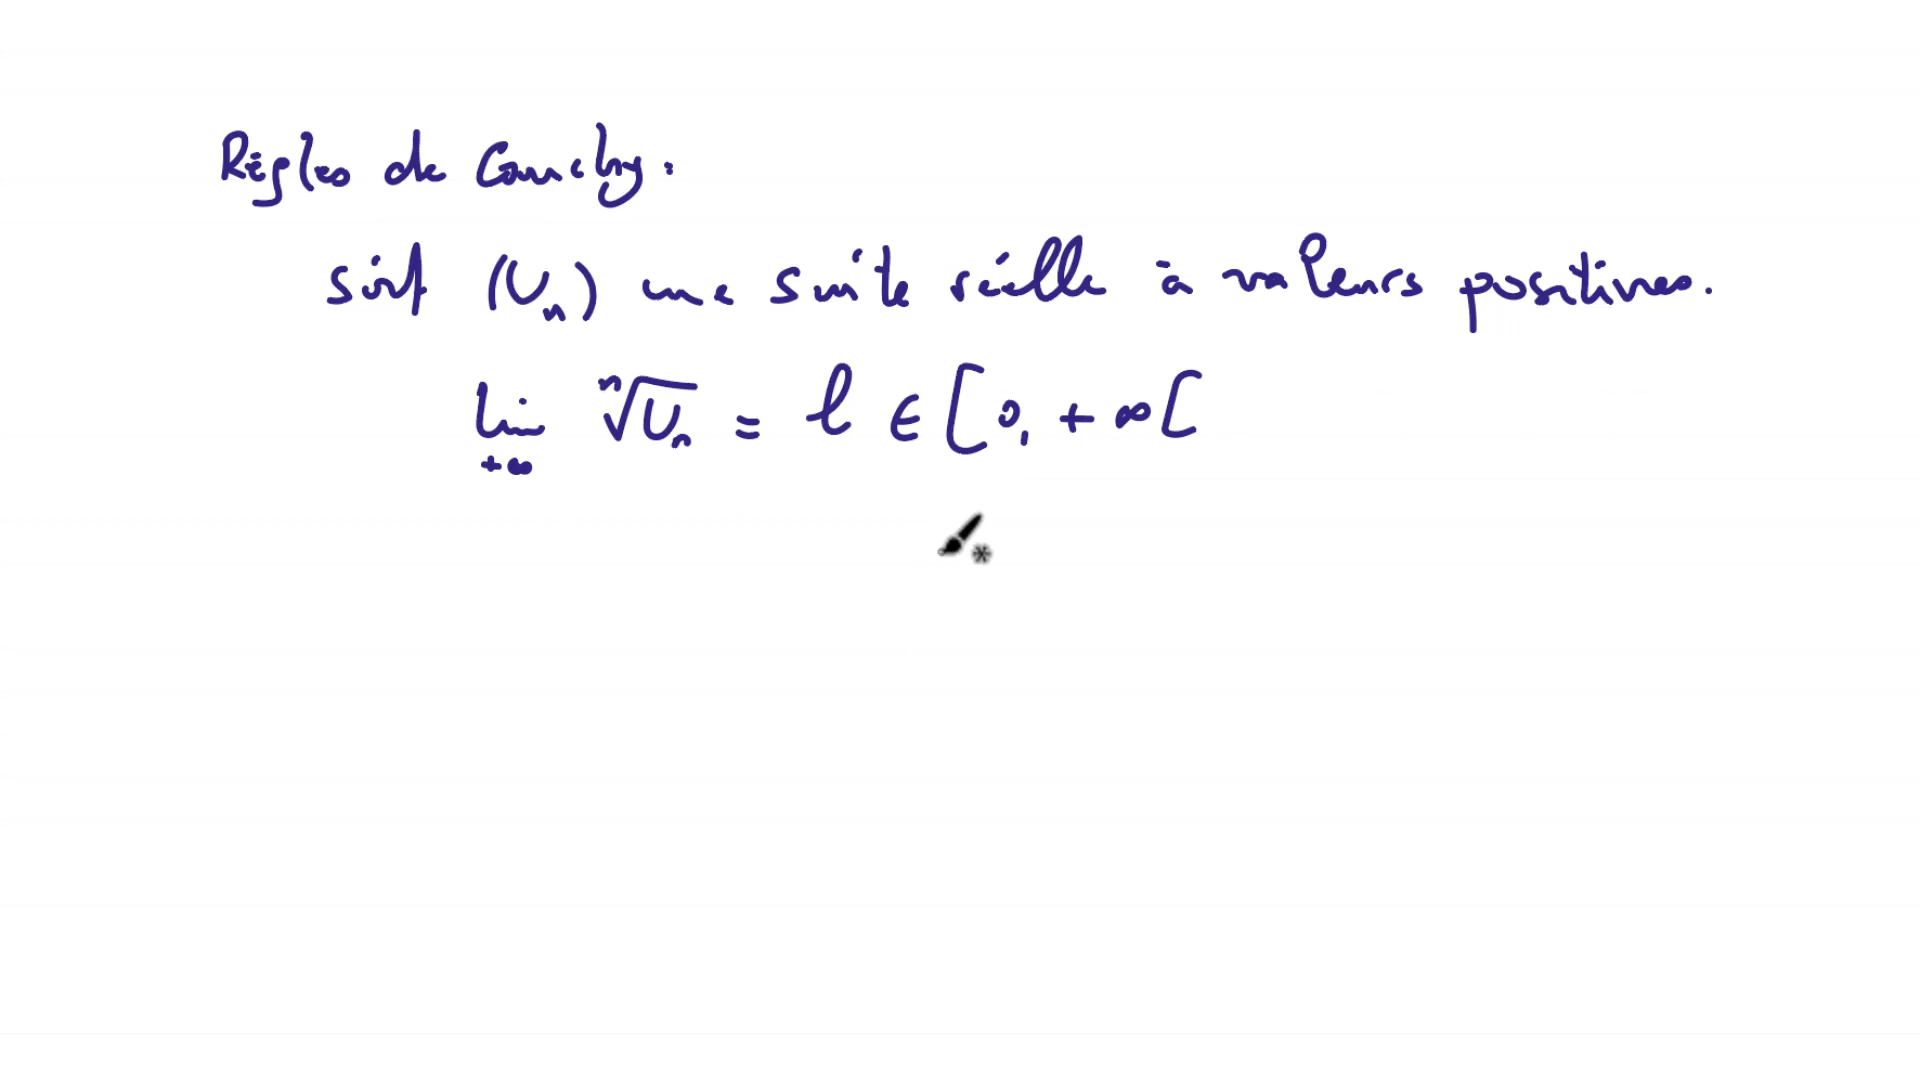 Règles de Cauchy :
soit (Un) une suite réelle à valeurs positives.
lim +∞ ⁿ√Un = l ∈ [0, +∞[